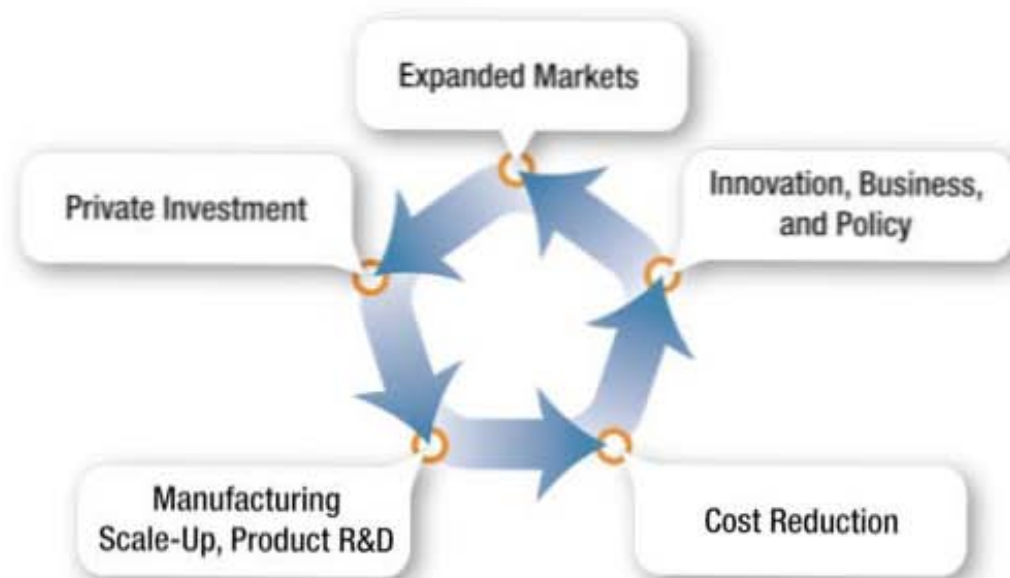 Expanded Markets
Private Investment
Innovation, Business,
and Policy
Manufacturing
Scale-Up, Product R&D
Cost Reduction